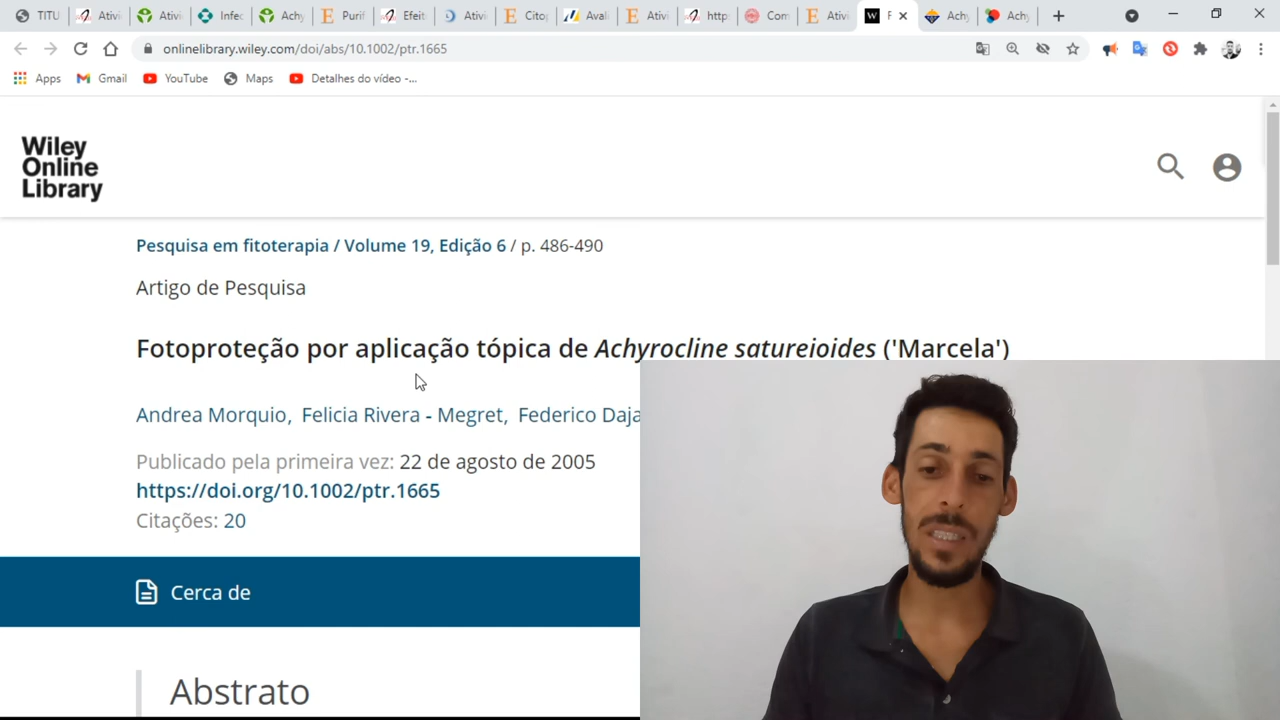 TITU
Ativi
Ativi
Infec
Achy
Purif
Efeit
Ativi
Citop
Avali
Ativi
http
Com
Ativi
F
Achy
Achy
onlinelibrary.wiley.com/doi/abs/10.1002/ptr.1665
Apps
Gmail
YouTube
Maps
Detalhes do vídeo -...
Wiley
Online
Library
Pesquisa em fitoterapia / Volume 19, Edição 6 / p. 486-490
Artigo de Pesquisa
Fotoproteção por aplicação tópica de Achyrocline satureioides ('Marcela')
Andrea Morquio, Felicia Rivera - Megret, Federico Daja
Publicado pela primeira vez: 22 de agosto de 2005
https://doi.org/10.1002/ptr.1665
Citações: 20
Cerca de
Abstrato